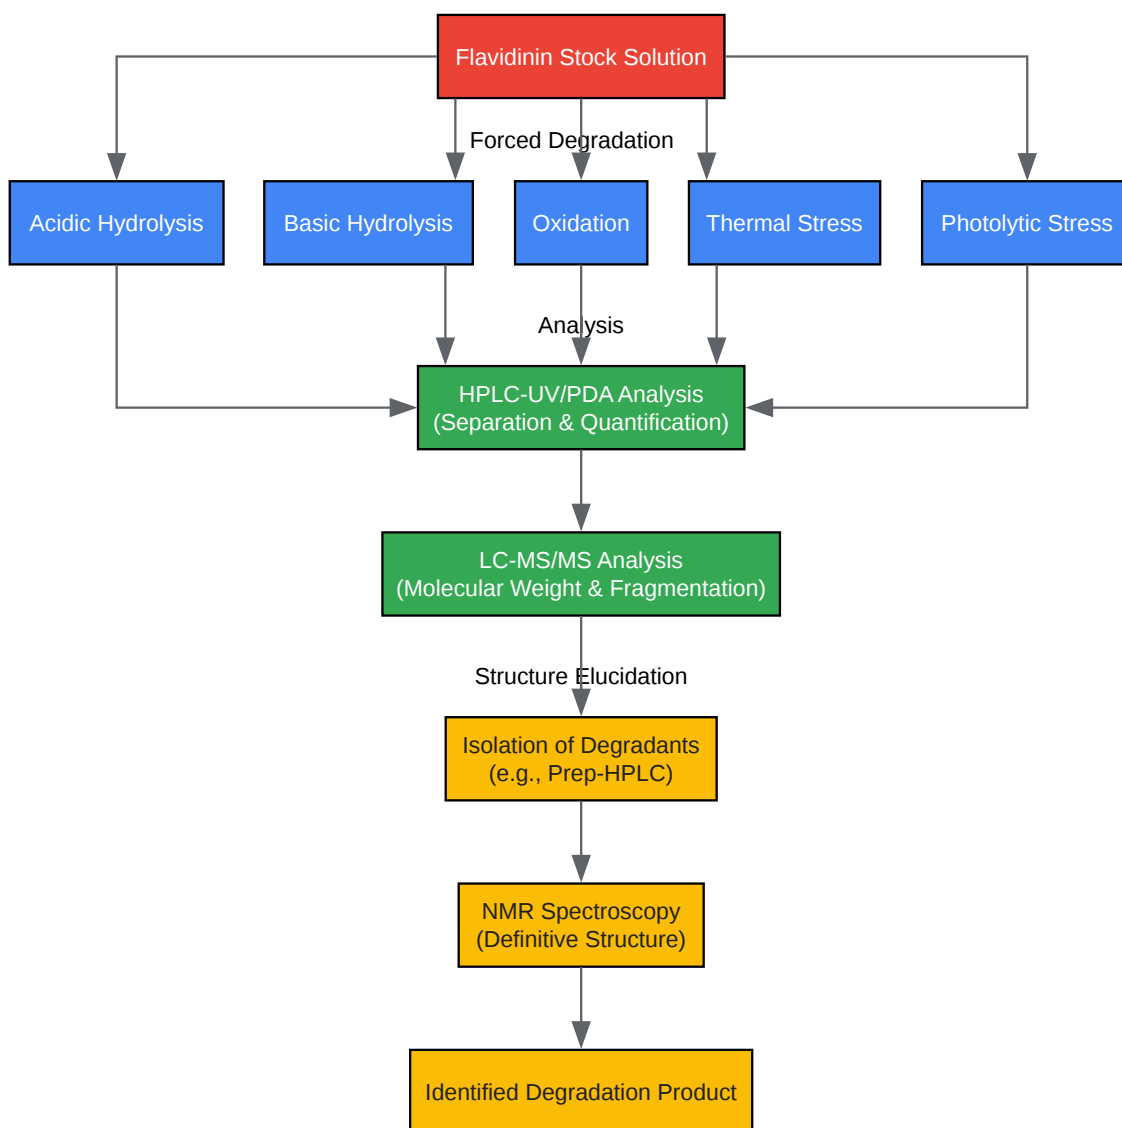 Flavidinin Stock Solution
Forced Degradation
Acidic Hydrolysis
Basic Hydrolysis
Oxidation
Thermal Stress
Photolytic Stress
Analysis
HPLC-UV/PDA Analysis
(Separation & Quantification)
LC-MS/MS Analysis
(Molecular Weight & Fragmentation)
Structure Elucidation
Isolation of Degradants
(e.g., Prep-HPLC)
NMR Spectroscopy
(Definitive Structure)
Identified Degradation Product